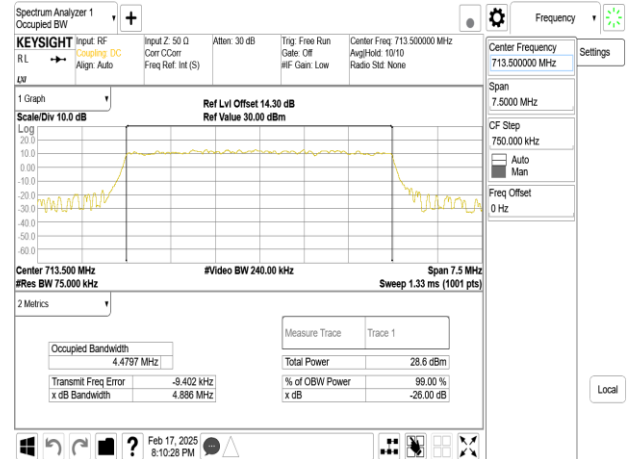 Spectrum Analyzer 1
Occupied BW
Frequency
KEYSIGHT
Input: RF
Coupling: DC
Align: Auto
Input Z: 50 Ω
Corr CCorr
Freq Ref: Int (S)
Atten: 30 dB
Trig: Free Run
Gate: Off
#IF Gain: Low
Center Freq: 713.500000 MHz
Avg|Hold: 10/10
Radio Std: None
RL
LXI
Center Frequency
713.500000 MHz
Settings
Span
7.5000 MHz
CF Step
750.000 kHz
Auto
Man
Freq Offset
0 Hz
1 Graph
Ref Lvl Offset 14.30 dB
Scale/Div 10.0 dB
Ref Value 30.00 dBm
Log
20.0
10.0
0.00
-10.0
-20.0
-30.0
-40.0
-50.0
-60.0
Center 713.500 MHz
#Video BW 240.00 kHz
Span 7.5 MHz
#Res BW 75.000 kHz
Sweep 1.33 ms (1001 pts)
2 Metrics
Measure Trace
Trace 1
Occupied Bandwidth
4.4797 MHz
Total Power
28.6 dBm
Transmit Freq Error
-9.402 kHz
% of OBW Power
99.00 %
x dB Bandwidth
4.886 MHz
x dB
-26.00 dB
Local
?
Feb 17, 2025
8:10:28 PM